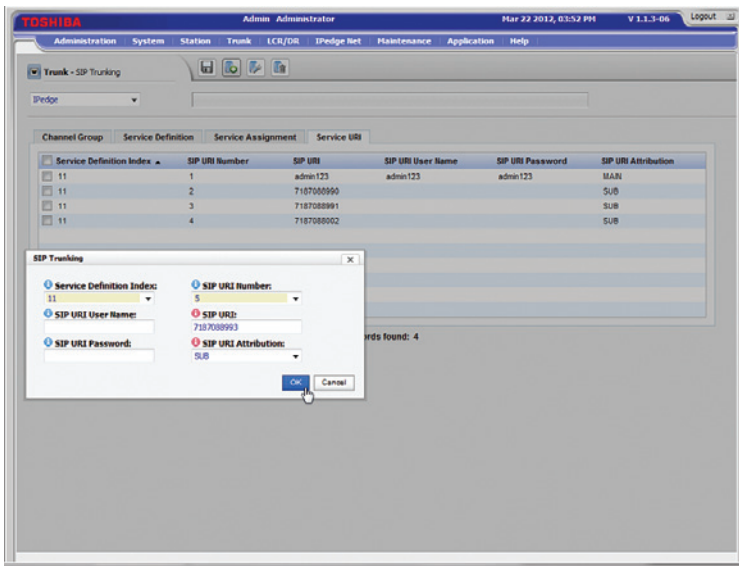 TOSHIBA Admin Administrator Mar 22 2012, 03:52 PM V 1.1.3-06 Logout
Administration System Station Trunk LCR/DR IPedge Net Maintenance Application Help
Trunk - SIP Trunking
IPedge
Channel Group Service Definition Service Assignment Service URI
Service Definition Index SIP URI Number SIP URI SIP URI User Name SIP URI Password SIP URI Attribution
11 1 admin123 admin123 MAIN
11 2 7187088990 SUB
11 3 7187088991 SUB
11 4 7187088002 SUB
SIP Trunking
Service Definition Index: SIP URI Number:
11 5
SIP URI User Name: SIP URI:
7187088993
SIP URI Password: SIP URI Attribution:
SUB
found: 4
OK Cancel